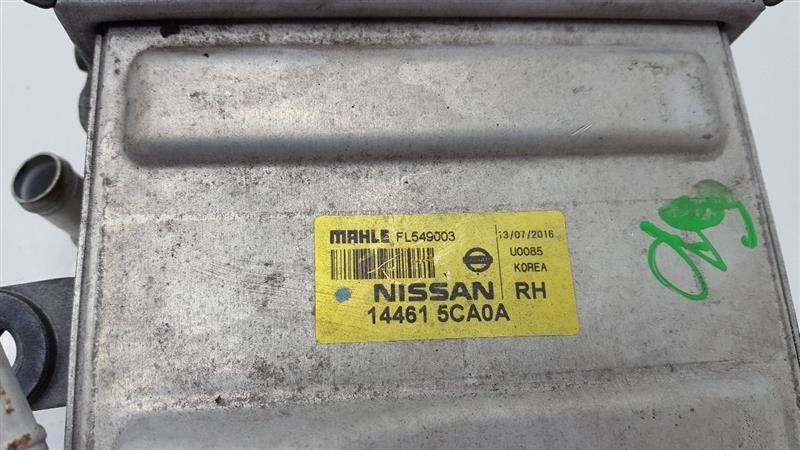 MAHLE FL549003
13/07/2016
U0085
KOREA
NISSAN RH
14461 5CA0A